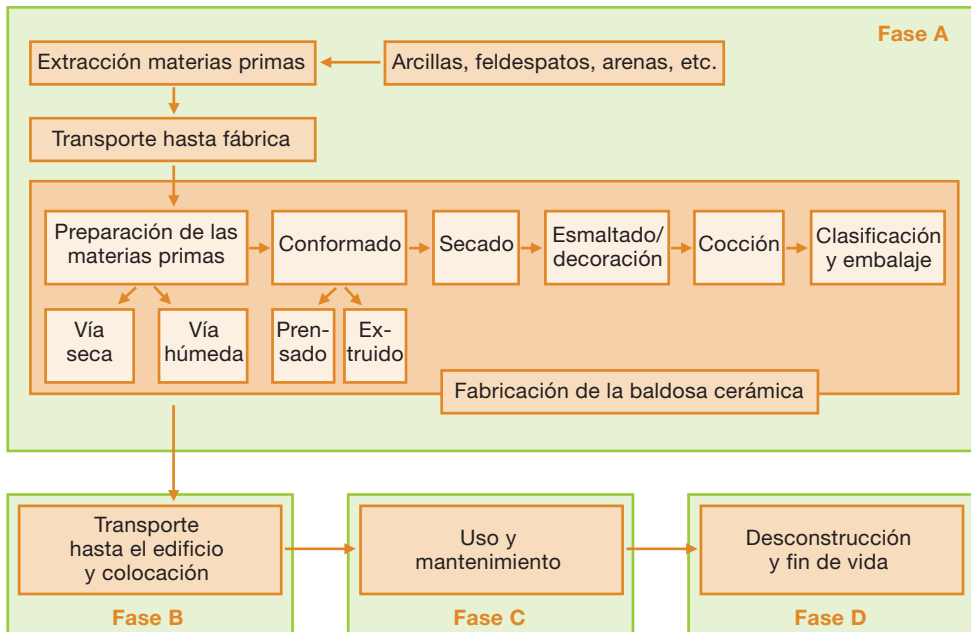 Fase A
Extracción materias primas
Arcillas, feldespatos, arenas, etc.
Transporte hasta fábrica
Preparación de las
materias primas
Conformado
Secado
Esmaltado/
decoración
Cocción
Clasificación
y embalaje
Vía
seca
Vía
húmeda
Pren-
sado
Ex-
truido
Fabricación de la baldosa cerámica
Transporte
hasta el edificio
y colocación
Fase B
Uso y
mantenimiento
Fase C
Desconstrucción
y fin de vida
Fase D